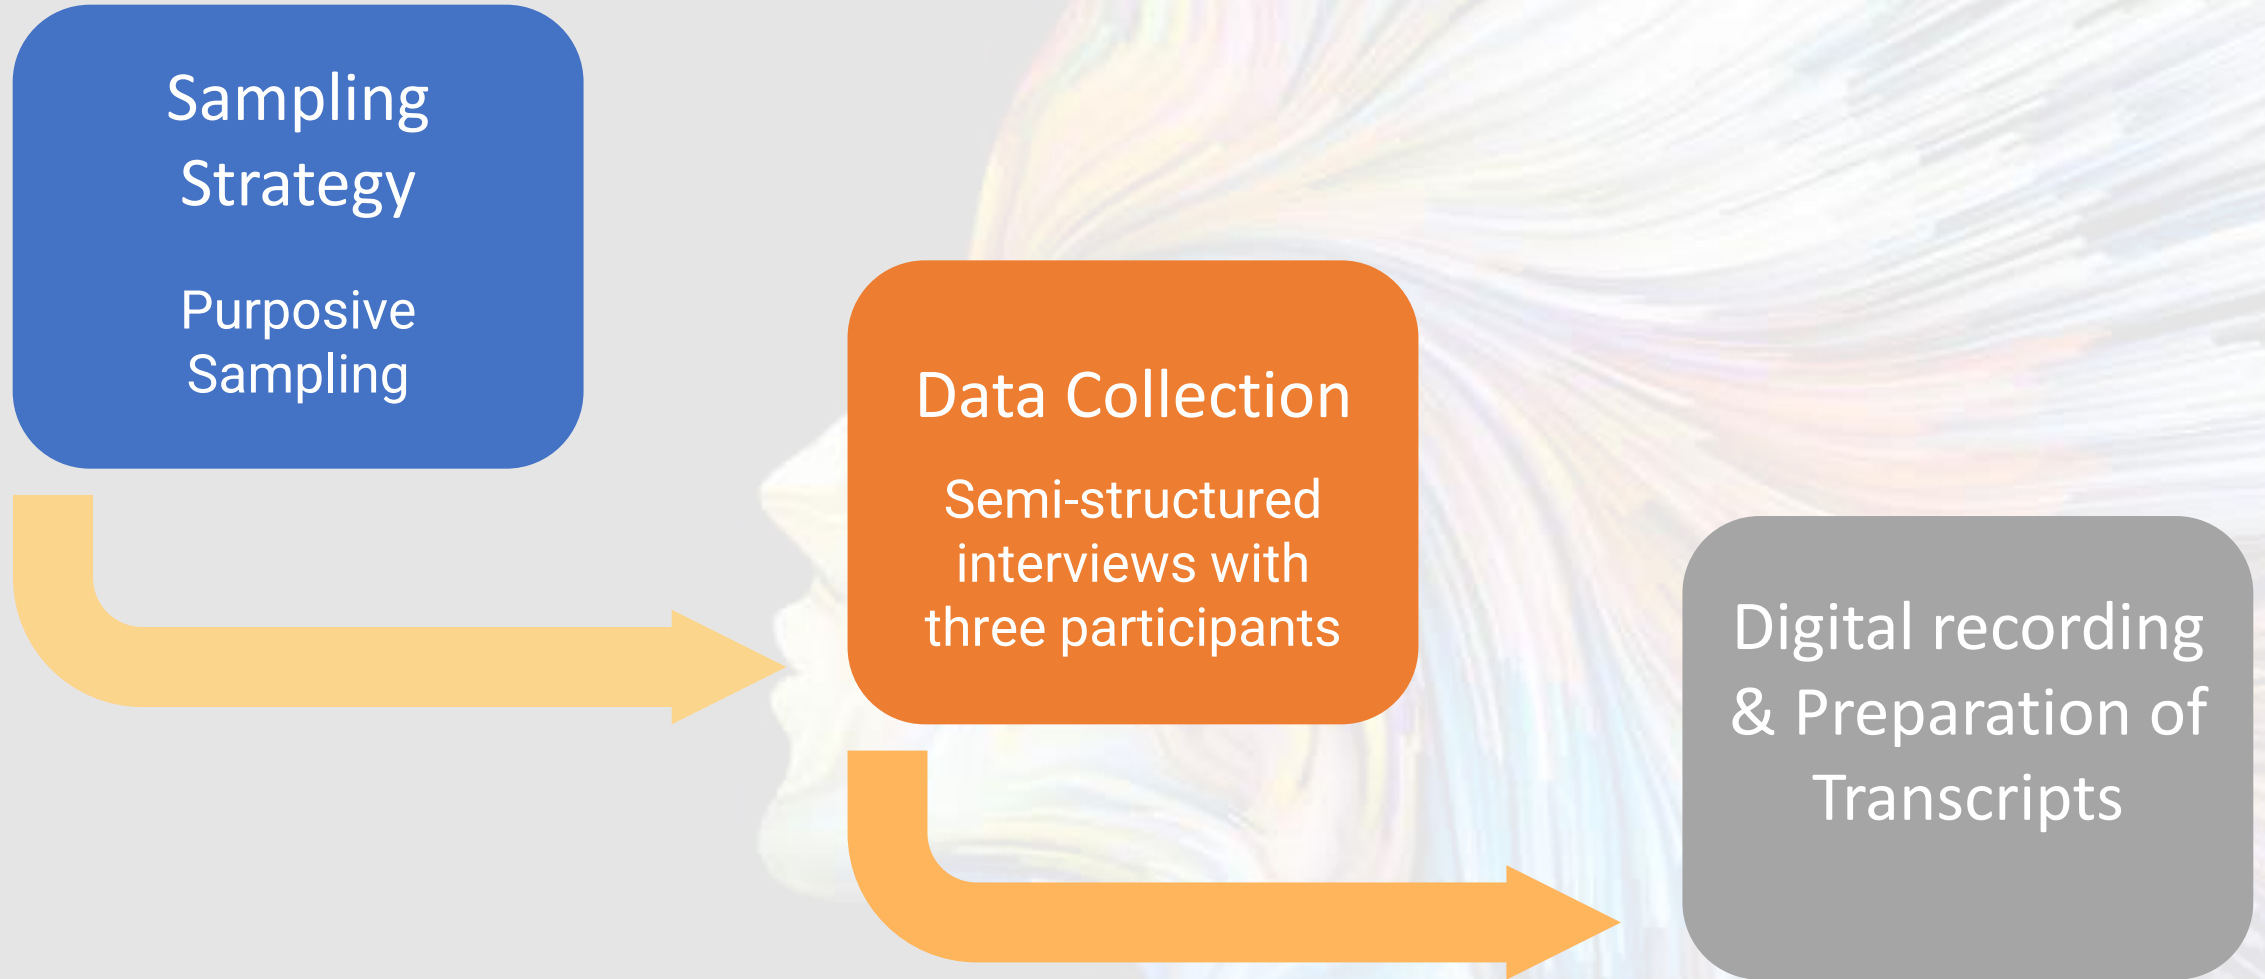 Sampling
Strategy
Purposive
Sampling
Data Collection
Semi-structured
interviews with
three participants
Digital recording
& Preparation of
Transcripts